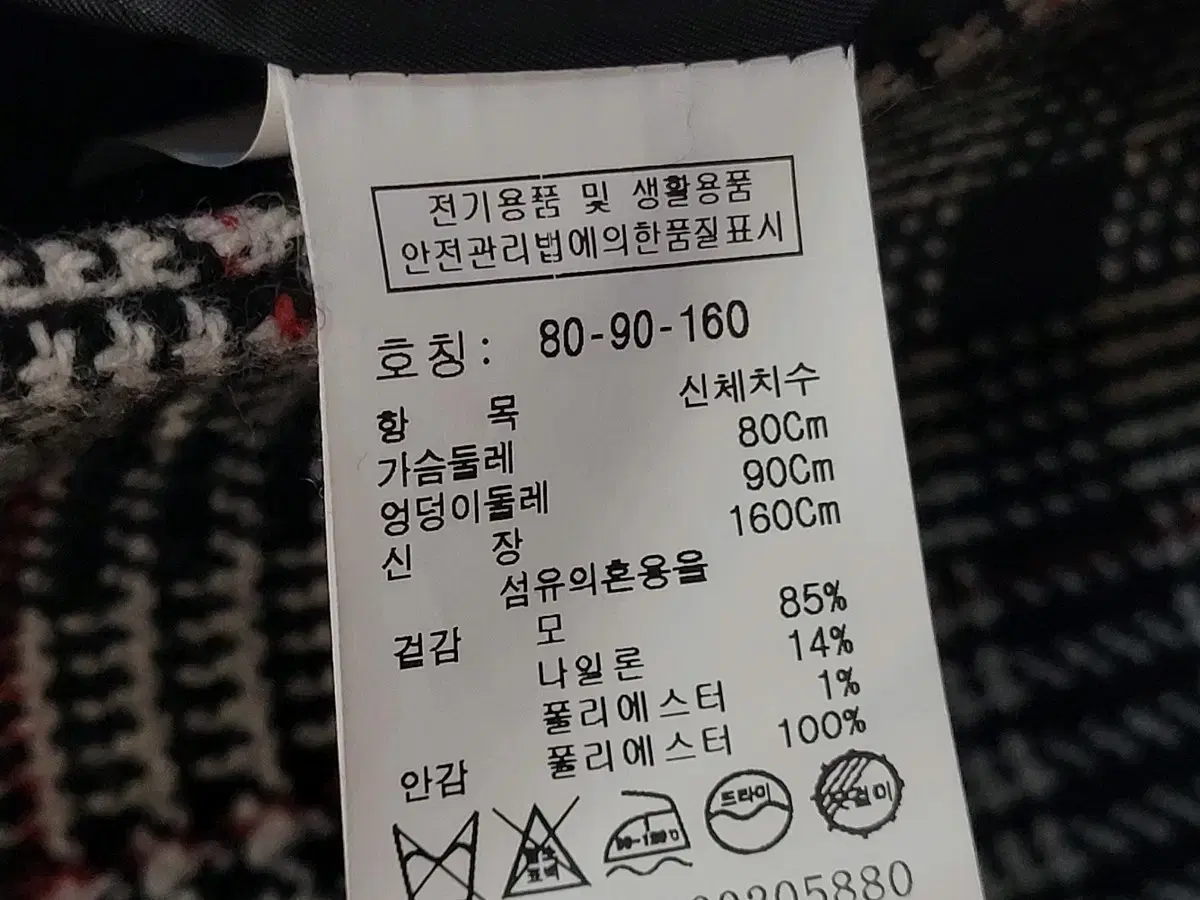 전기용품 및 생활용품
안전관리법에의한품질표시
호칭: 80-90-160
항 목 신체치수
가슴둘레 80Cm
엉덩이둘레 90Cm
신 장 160Cm
섬유의혼용율
겉감 모 85%
나일론 14%
폴리에스터 1%
안감 폴리에스터 100%
드라이